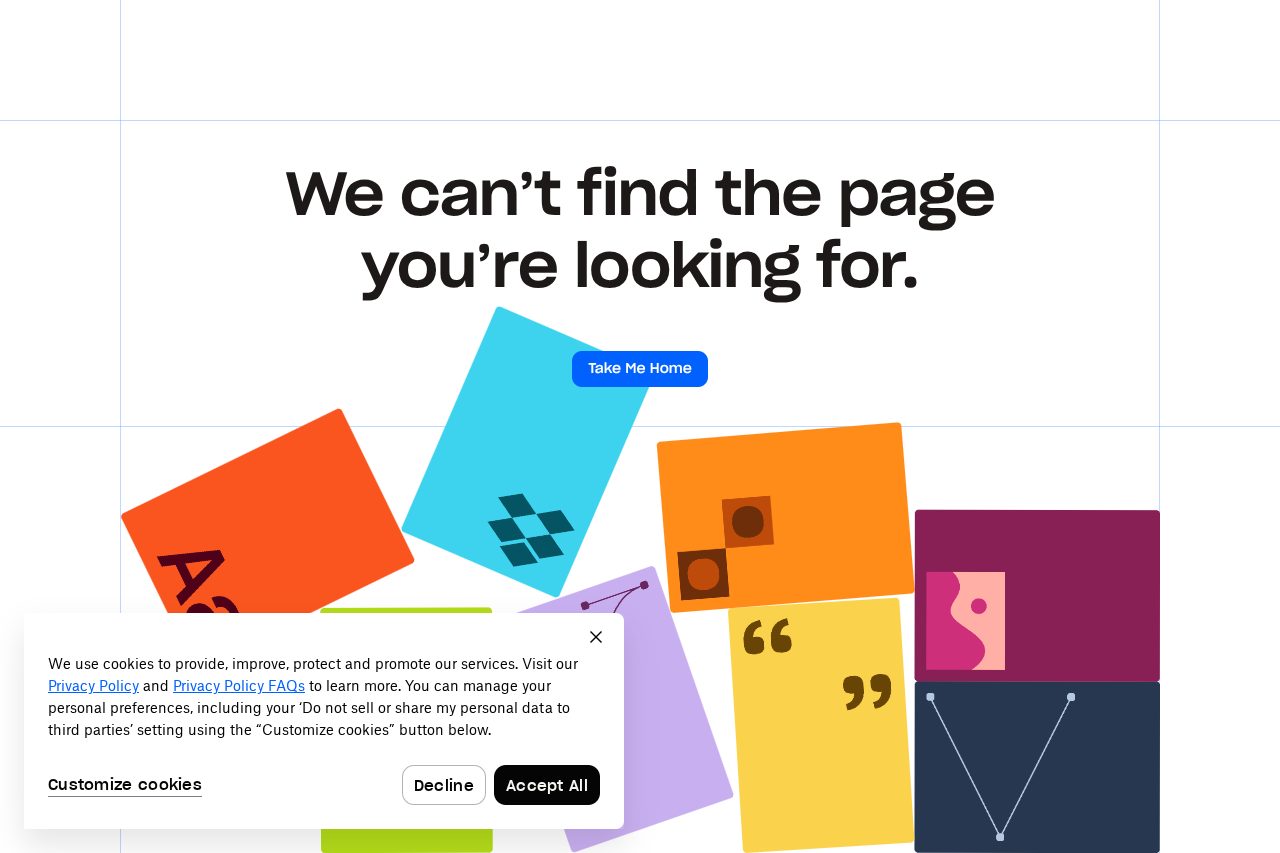 We can’t find the page
you’re looking for.
Take Me Home
“
”
We use cookies to provide, improve, protect and promote our services. Visit our
Privacy Policy and Privacy Policy FAQs to learn more. You can manage your
personal preferences, including your ‘Do not sell or share my personal data to
third parties’ setting using the “Customize cookies” button below.
Customize cookies
Decline
Accept All